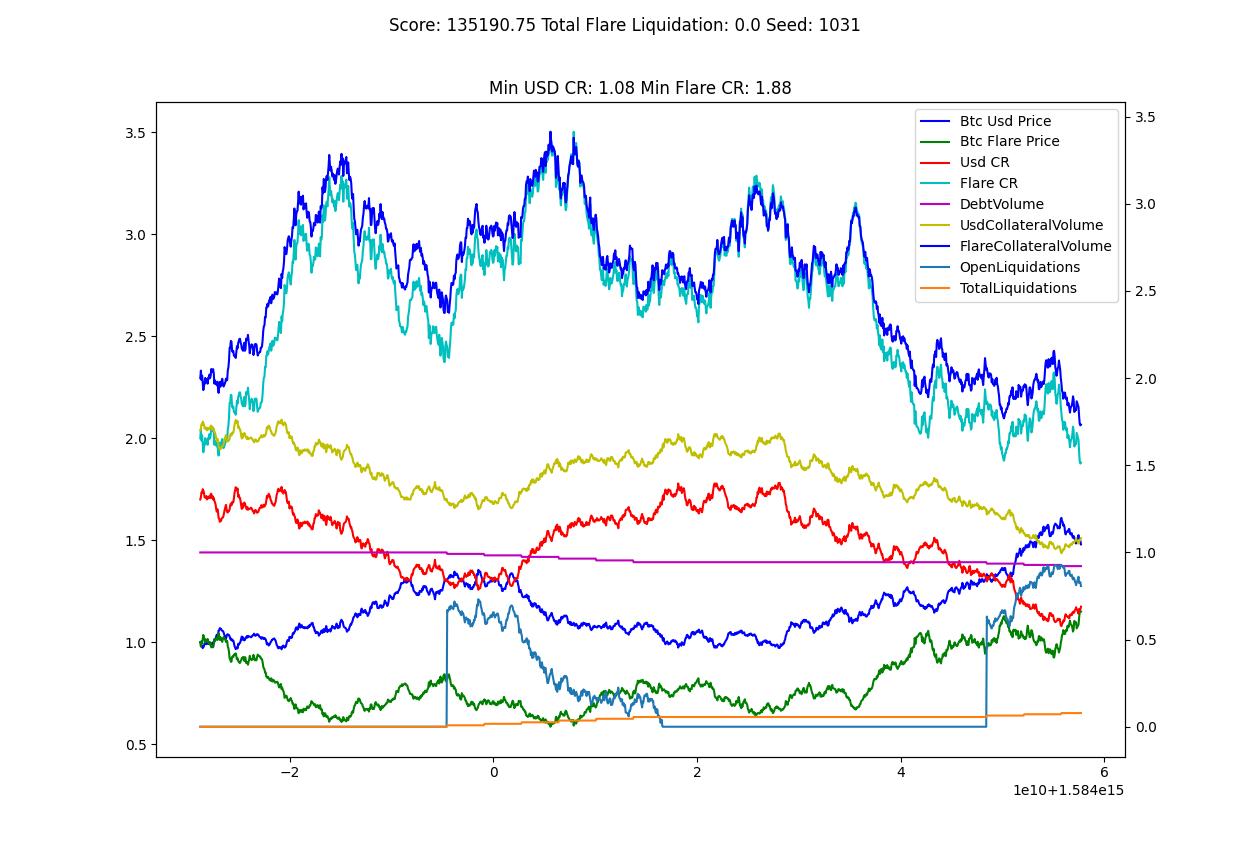 Score: 135190.75 Total Flare Liquidation: 0.0 Seed: 1031
Min USD CR: 1.08 Min Flare CR: 1.88
Btc Usd Price
Btc Flare Price
Usd CR
Flare CR
DebtVolume
UsdCollateralVolume
FlareCollateralVolume
OpenLiquidations
TotalLiquidations
3.5
3.0
2.5
2.0
1.5
1.0
0.5
3.5
3.0
2.5
2.0
1.5
1.0
0.5
0.0
−2 0 2 4 6
1e10+1.584e15